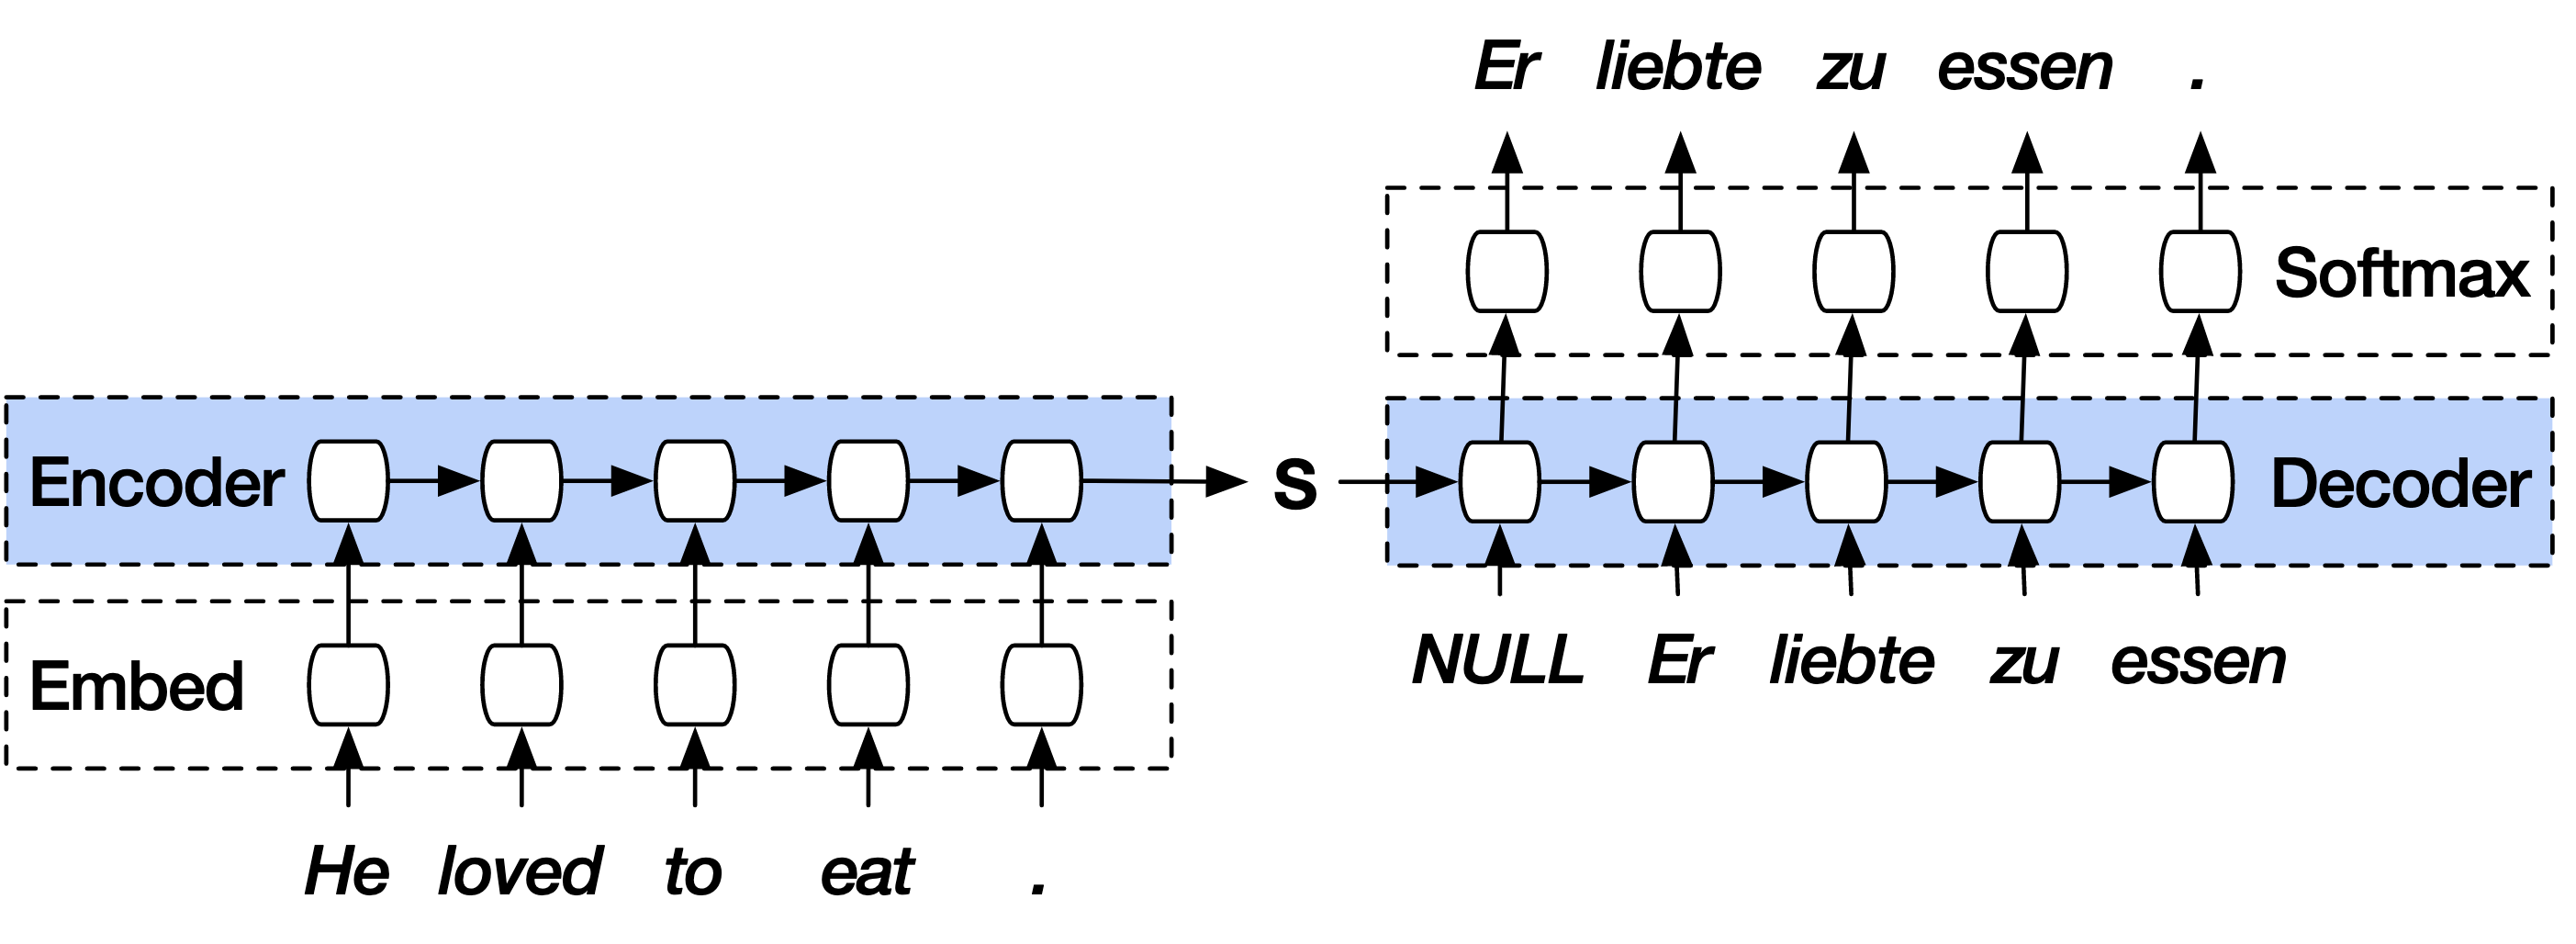 Er liebte zu essen .
Softmax
Encoder
S
Decoder
Embed
NULL Er liebte zu essen
He loved to eat .